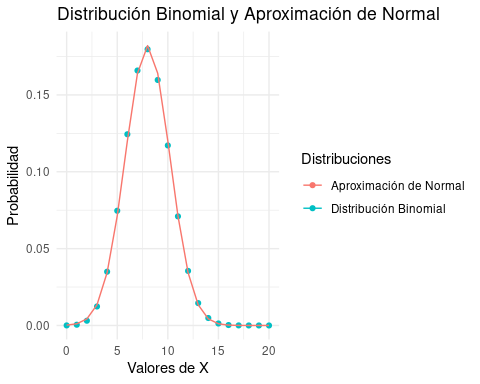 Distribución Binomial y Aproximación de Normal
0.15
0.10
0.05
0.00
Probabilidad
0 5 10 15 20
Valores de X
Distribuciones
Aproximación de Normal
Distribución Binomial